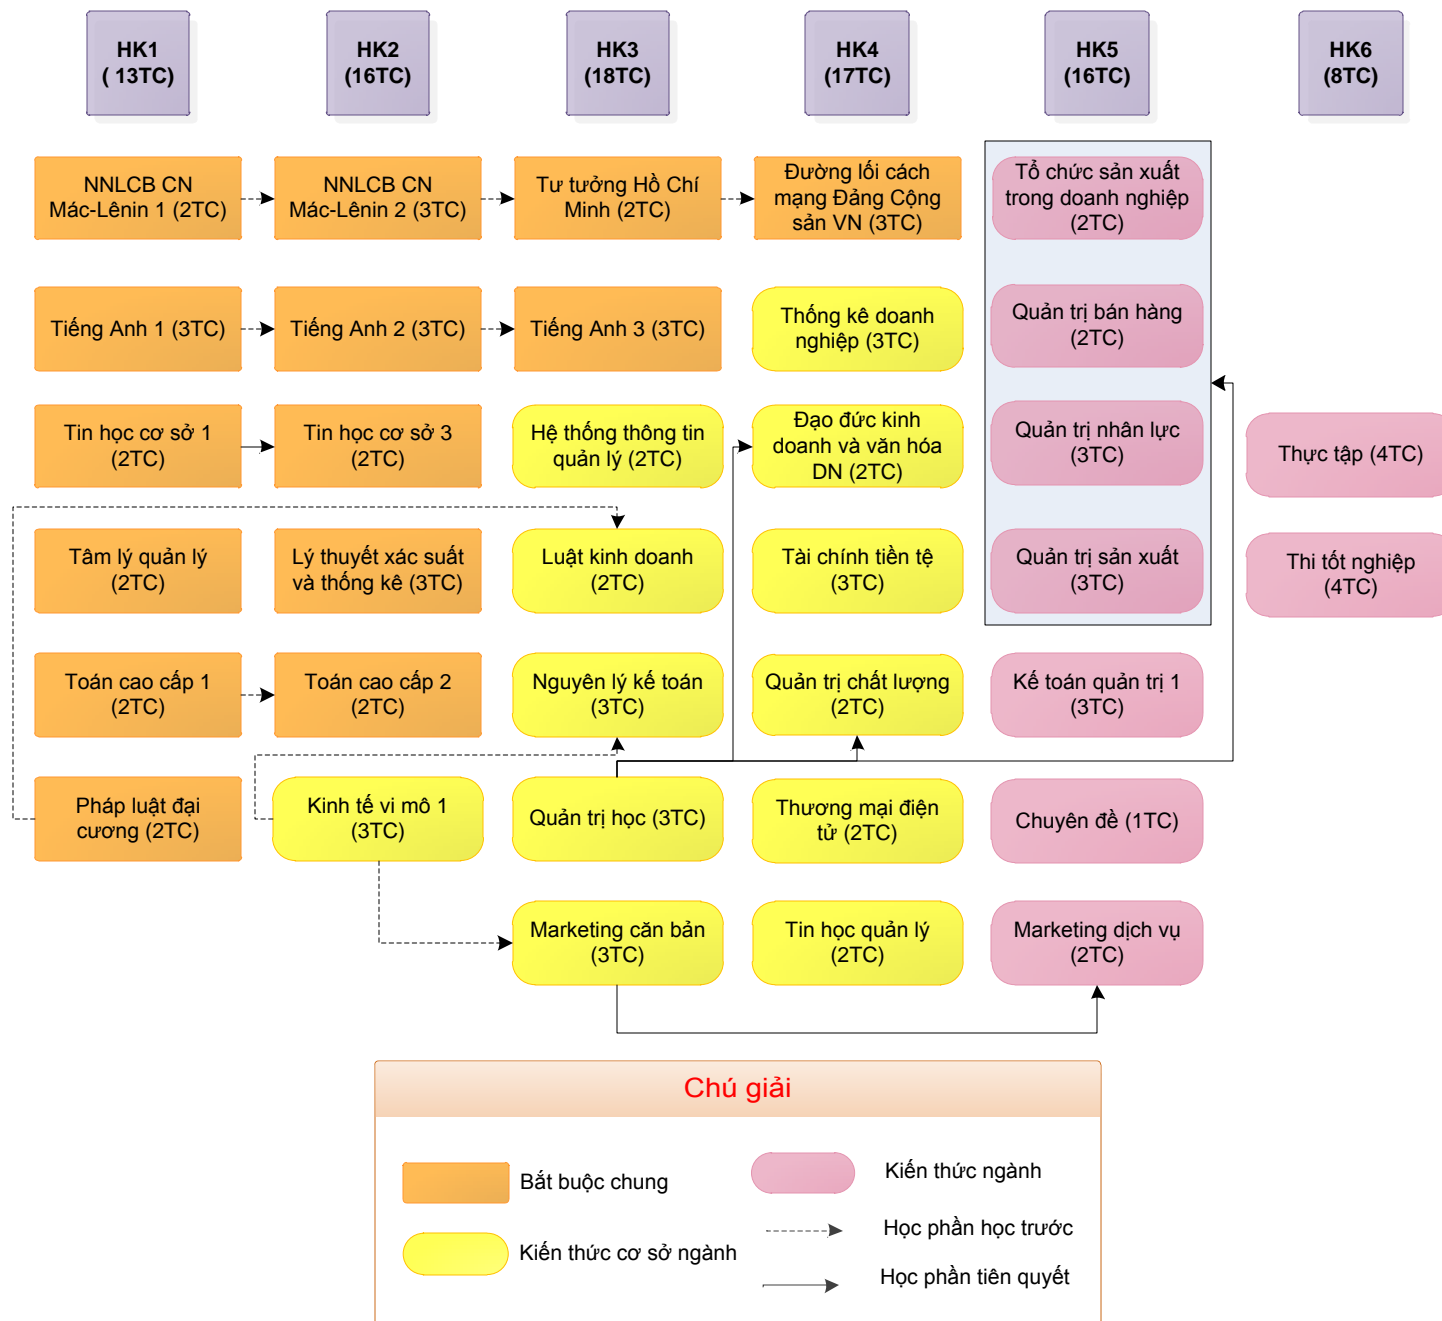 HK1
( 13TC)
HK2
(16TC)
HK3
(18TC)
HK4
(17TC)
HK5
(16TC)
HK6
(8TC)
NNLCB CN
Mác-Lênin 1 (2TC)
NNLCB CN
Mác-Lênin 2 (3TC)
Tư tưởng Hồ Chí
Minh (2TC)
Đường lối cách
mạng Đảng Cộng
sản VN (3TC)
Tổ chức sản xuất
trong doanh nghiệp
(2TC)
Tiếng Anh 1 (3TC)
Tiếng Anh 2 (3TC)
Tiếng Anh 3 (3TC)
Thống kê doanh
nghiệp (3TC)
Quản trị bán hàng
(2TC)
Tin học cơ sở 1
(2TC)
Tin học cơ sở 3
(2TC)
Hệ thống thông tin
quản lý (2TC)
Đạo đức kinh
doanh và văn hóa
DN (2TC)
Quản trị nhân lực
(3TC)
Thực tập (4TC)
Tâm lý quản lý
(2TC)
Lý thuyết xác suất
và thống kê (3TC)
Luật kinh doanh
(2TC)
Tài chính tiền tệ
(3TC)
Quản trị sản xuất
(3TC)
Thi tốt nghiệp
(4TC)
Toán cao cấp 1
(2TC)
Toán cao cấp 2
(2TC)
Nguyên lý kế toán
(3TC)
Quản trị chất lượng
(2TC)
Kế toán quản trị 1
(3TC)
Pháp luật đại
cương (2TC)
Kinh tế vi mô 1
(3TC)
Quản trị học (3TC)
Thương mại điện
tử (2TC)
Chuyên đề (1TC)
Marketing căn bản
(3TC)
Tin học quản lý
(2TC)
Marketing dịch vụ
(2TC)
Chú giải
Bắt buộc chung
Kiến thức ngành
Học phần học trước
Kiến thức cơ sở ngành
Học phần tiên quyết